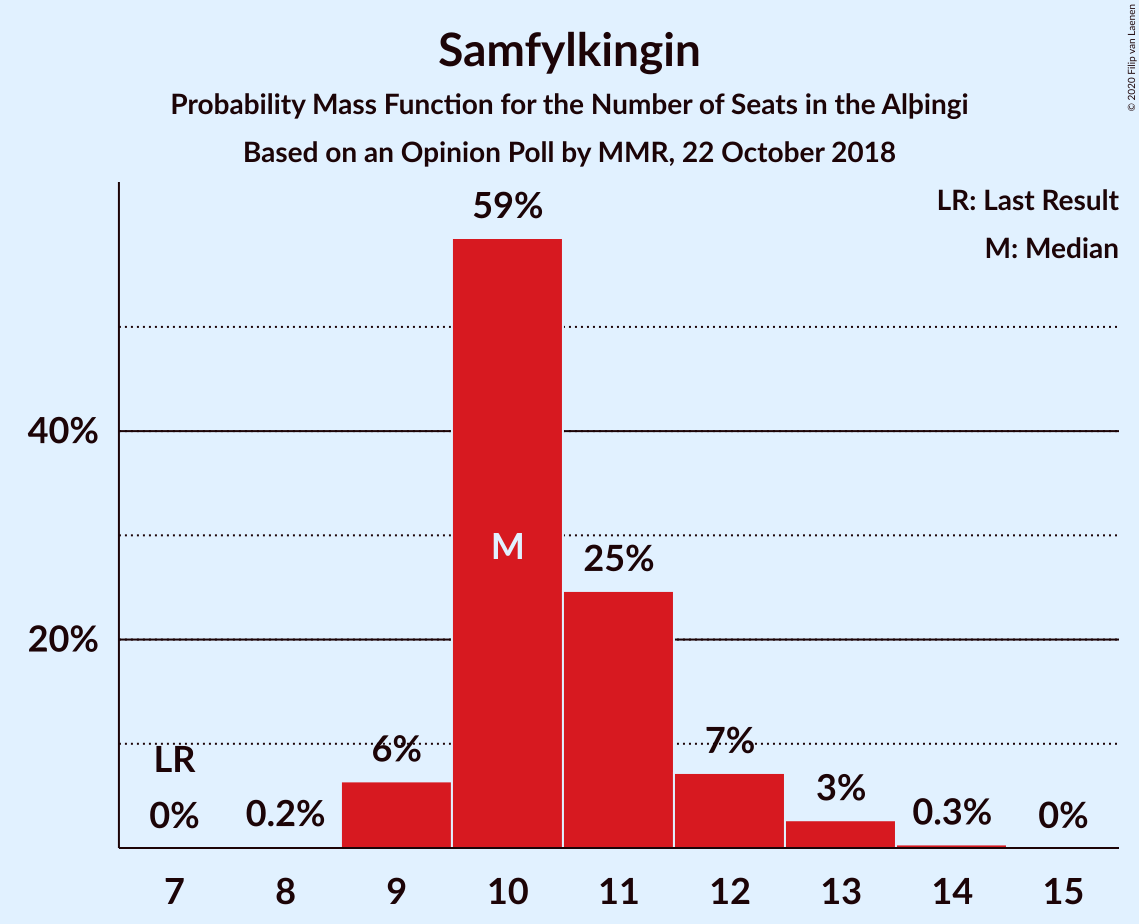 Samfylkingin
Probability Mass Function for the Number of Seats in the Alþingi
Based on an Opinion Poll by MMR, 22 October 2018
© 2020 Filip van Laenen
LR: Last Result
M: Median
59%
40%
M
25%
20%
LR
6%
7%
0%
0.2%
3%
0.3%
0%
7 8 9 10 11 12 13 14 15